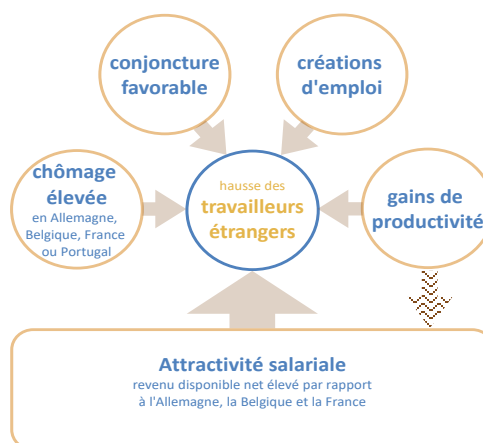 conjoncture
favorable
créations
d'emploi
chômage
élevée
en Allemagne,
Belgique, France
ou Portugal
hausse des
travailleurs
étrangers
gains de
productivité
Attractivité salariale
revenu disponible net élevé par rapport
à l'Allemagne, la Belgique et la France